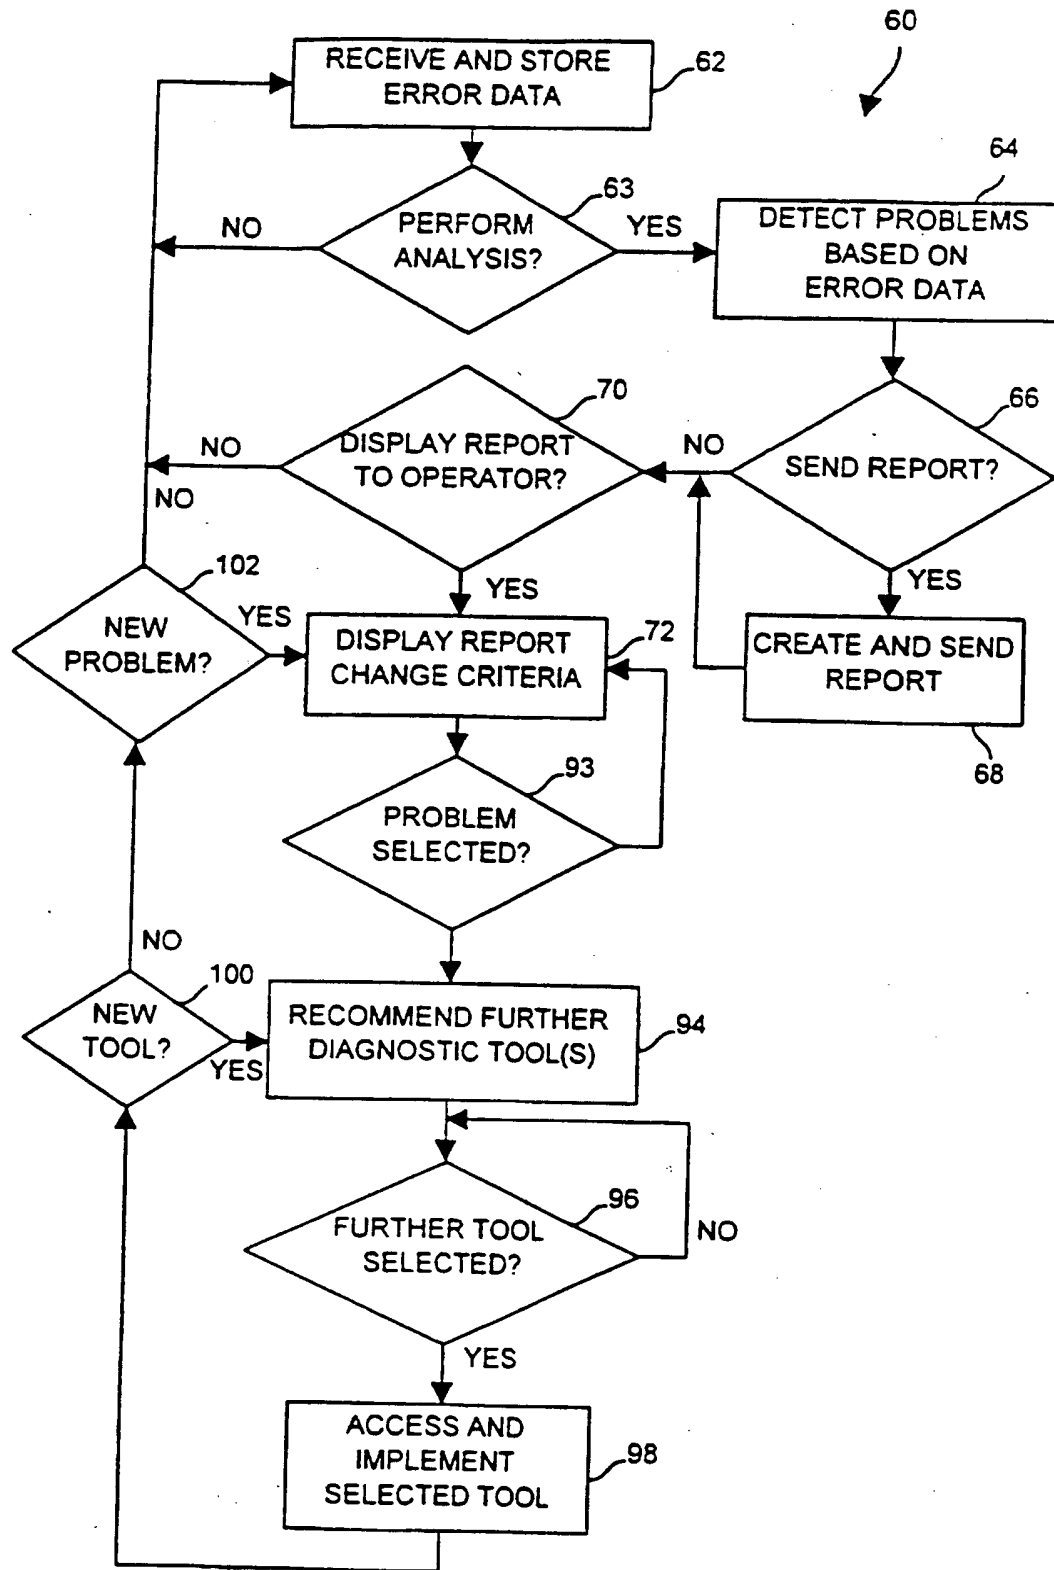 60
RECEIVE AND STORE
ERROR DATA
62
63
PERFORM
ANALYSIS?
NO
YES
64
DETECT PROBLEMS
BASED ON
ERROR DATA
66
SEND REPORT?
NO
YES
CREATE AND SEND
REPORT
68
70
DISPLAY REPORT
TO OPERATOR?
NO
YES
NO
102
NEW
PROBLEM?
YES
DISPLAY REPORT
CHANGE CRITERIA
72
93
PROBLEM
SELECTED?
NO
100
NEW
TOOL?
YES
RECOMMEND FURTHER
DIAGNOSTIC TOOL(S)
94
96
FURTHER TOOL
SELECTED?
NO
YES
ACCESS AND
IMPLEMENT
SELECTED TOOL
98